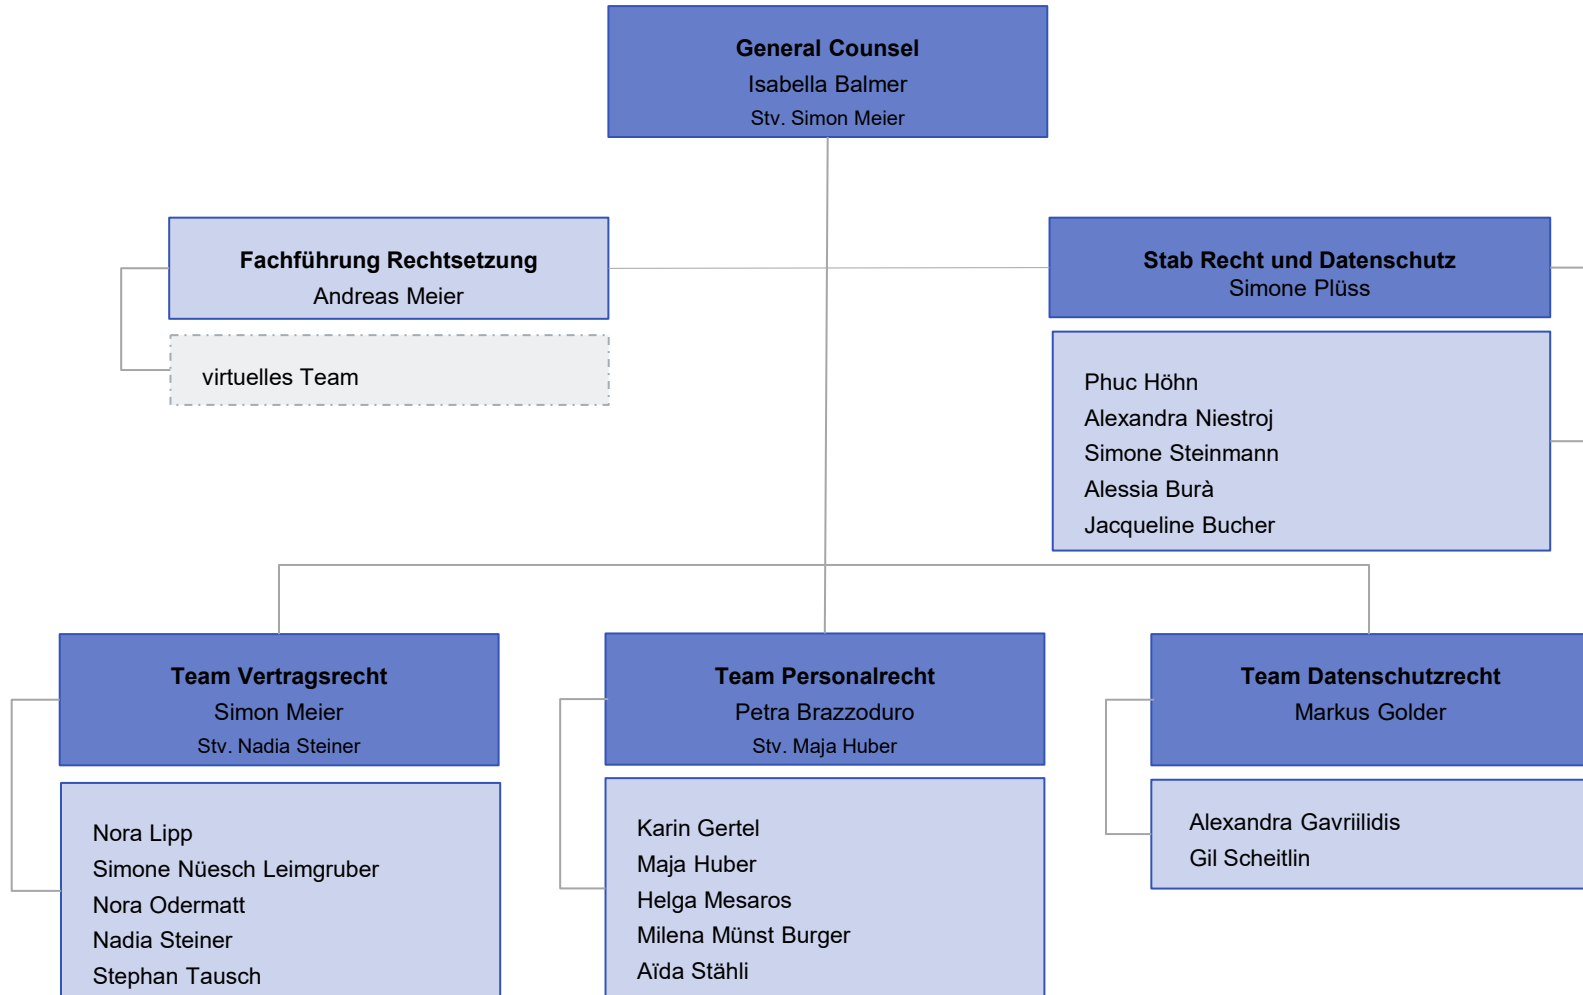 General Counsel
Isabella Balmer
Stv. Simon Meier
Fachführung Rechtsetzung
Andreas Meier
virtuelles Team
Stab Recht und Datenschutz
Simone Plüss
Phuc Höhn
Alexandra Niestroj
Simone Steinmann
Alessia Burà
Jacqueline Bucher
Team Vertragsrecht
Simon Meier
Stv. Nadia Steiner
Nora Lipp
Simone Nüesch Leimgruber
Nora Odermatt
Nadia Steiner
Stephan Tausch
Team Personalrecht
Petra Brazzoduro
Stv. Maja Huber
Karin Gertel
Maja Huber
Helga Mesaros
Milena Münst Burger
Aïda Stähli
Team Datenschutzrecht
Markus Golder
Alexandra Gavriilidis
Gil Scheitlin